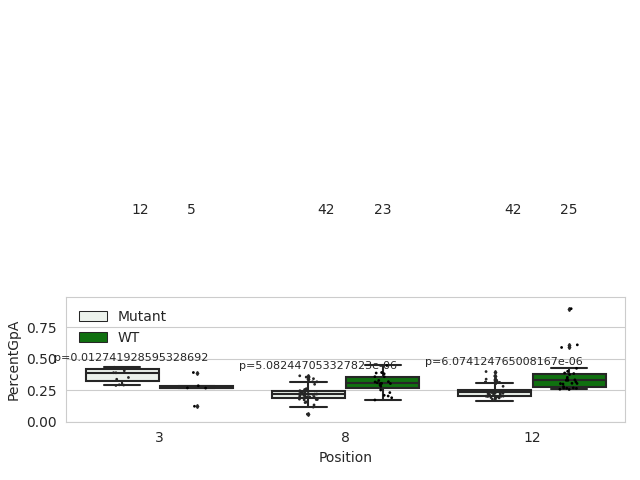 12 5 42 23 42 25
PercentGpA
0.75
0.50
0.25
0.00
Mutant
WT
p=0.012741928595328692
p=5.082447053327823e-06
p=6.074124765008167e-06
3 8 12
Position